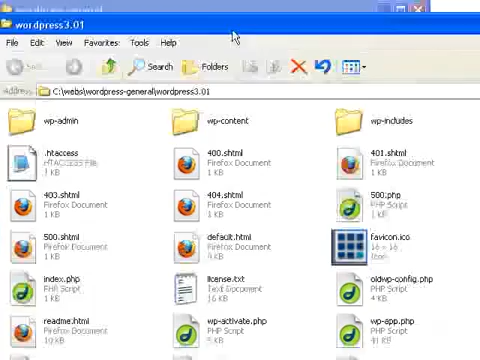 wordpress3.01
File Edit View Favorites Tools Help
Search Folders
Address C:\webs\wordpress-general\wordpress3.01
wp-admin wp-content wp-includes
.htaccess 400.shtml 401.shtml
HTACCESS File Firefox Document Firefox Document
1 KB 1 KB 1 KB
403.shtml 404.shtml 500.php
Firefox Document Firefox Document PHP Script
1 KB 1 KB 1 KB
500.shtml default.html favicon.ico
Firefox Document Firefox Document 16 x 16
1 KB 4 KB Icon
index.php license.txt oldwp-config.php
PHP Script Text Document PHP Script
1 KB 16 KB 4 KB
readme.html wp-activate.php wp-app.php
Firefox Document PHP Script PHP Script
10 KB 5 KB 41 KB